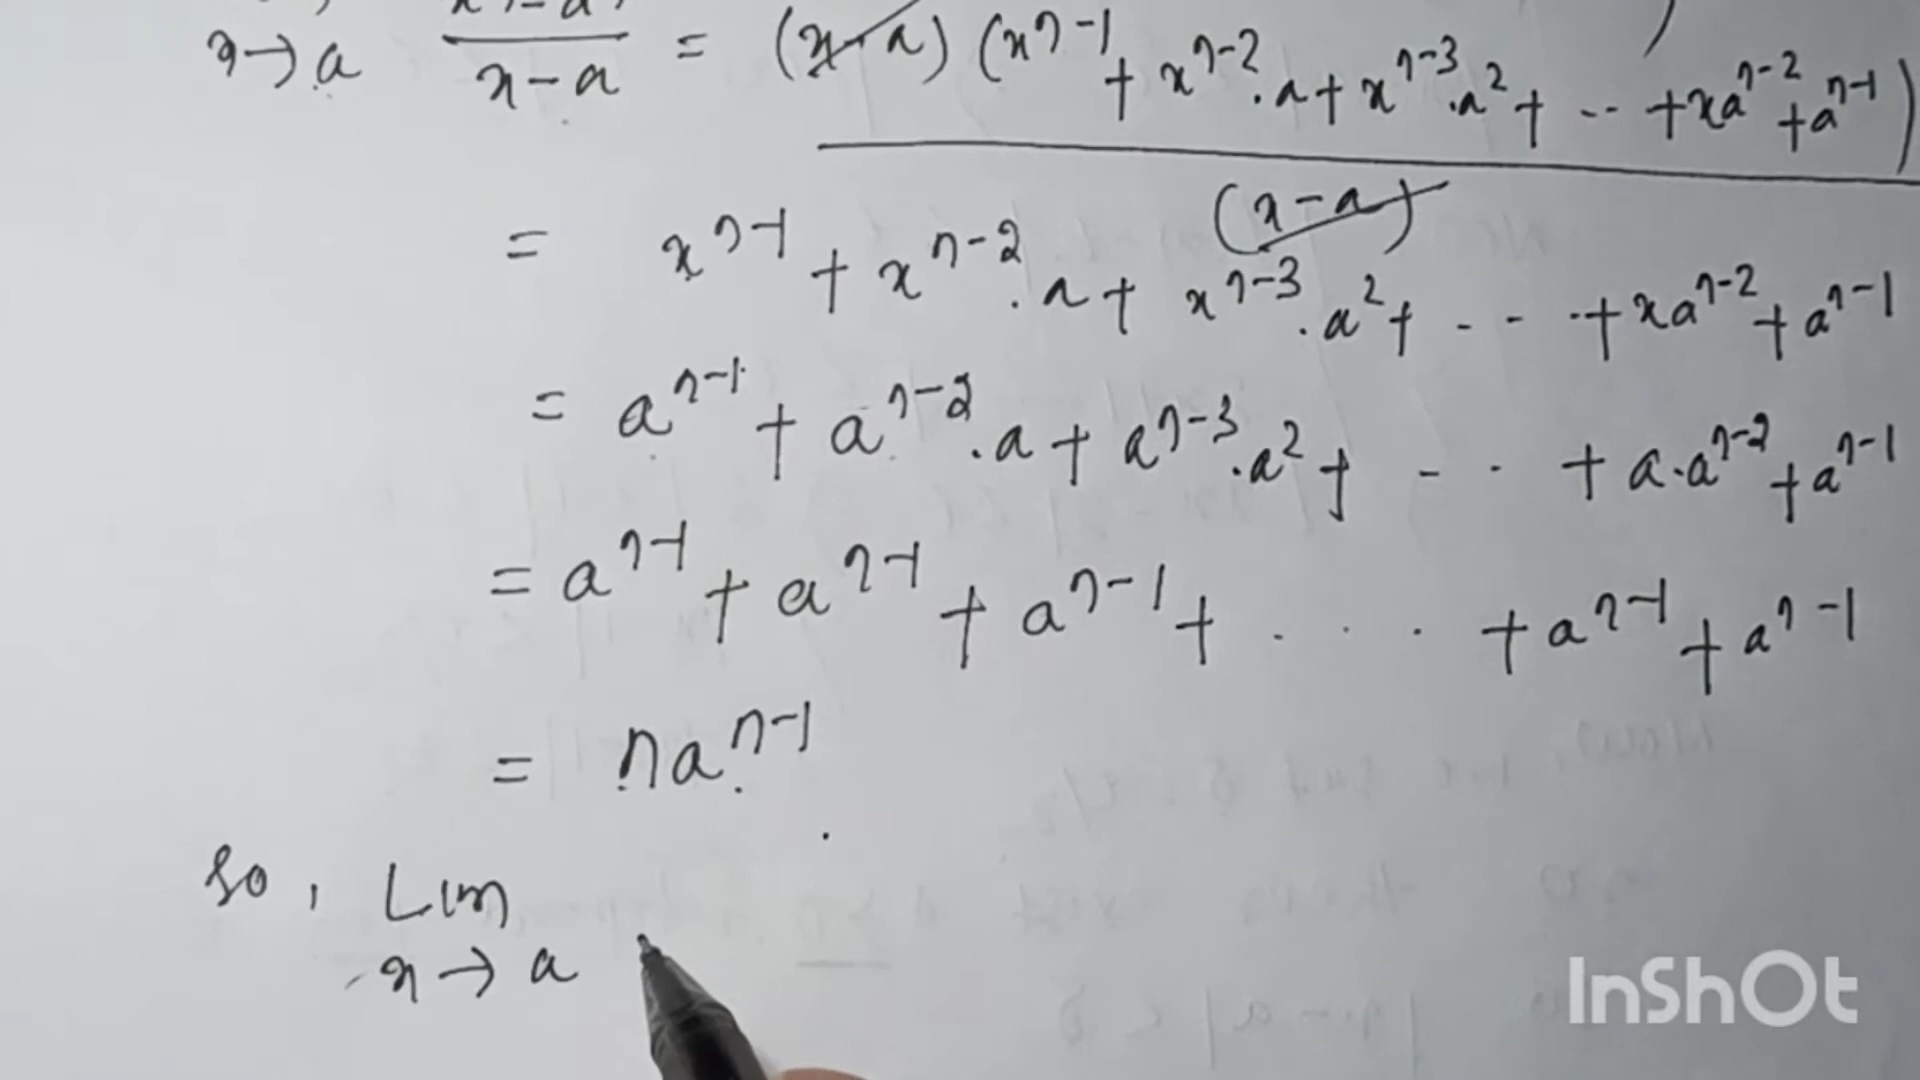 x→a xⁿ-aⁿ/x-a = (x-a)(xⁿ⁻¹+xⁿ⁻².a+xⁿ⁻³.a²+ .. +xaⁿ⁻²+aⁿ⁻¹)
(x-a)
= xⁿ⁻¹+xⁿ⁻².a+xⁿ⁻³.a²+ - - .+xaⁿ⁻²+aⁿ⁻¹
= aⁿ⁻¹+aⁿ⁻².a+aⁿ⁻³.a²+ - . +a.aⁿ⁻²+aⁿ⁻¹
= aⁿ⁻¹+aⁿ⁻¹+aⁿ⁻¹+ . . . +aⁿ⁻¹+aⁿ⁻¹
= naⁿ⁻¹
So, Lim
x→a
InShOt